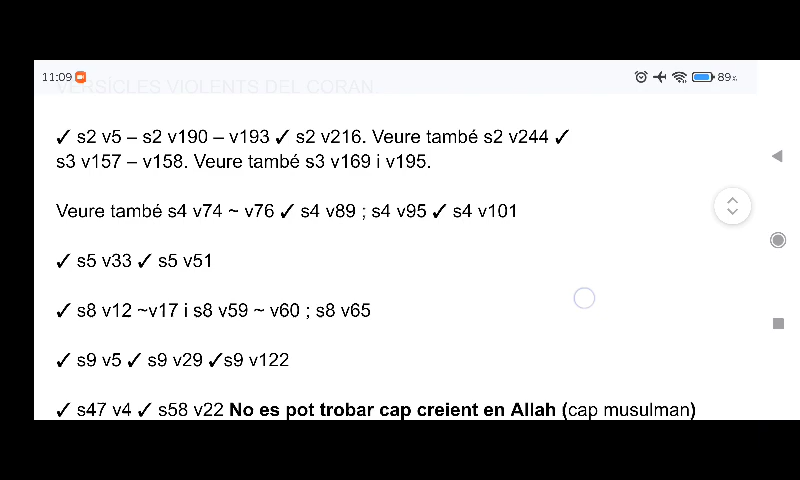 11:09 89%
VERSÍCLES VIOLENTS DEL CORAN.
✓ s2 v5 – s2 v190 – v193 ✓ s2 v216. Veure també s2 v244 ✓
s3 v157 – v158. Veure també s3 v169 i v195.
Veure també s4 v74 ~ v76 ✓ s4 v89 ; s4 v95 ✓ s4 v101
✓ s5 v33 ✓ s5 v51
✓ s8 v12 ~v17 i s8 v59 ~ v60 ; s8 v65
✓ s9 v5 ✓ s9 v29 ✓s9 v122
✓ s47 v4 ✓ s58 v22 No es pot trobar cap creient en Allah (cap musulman)